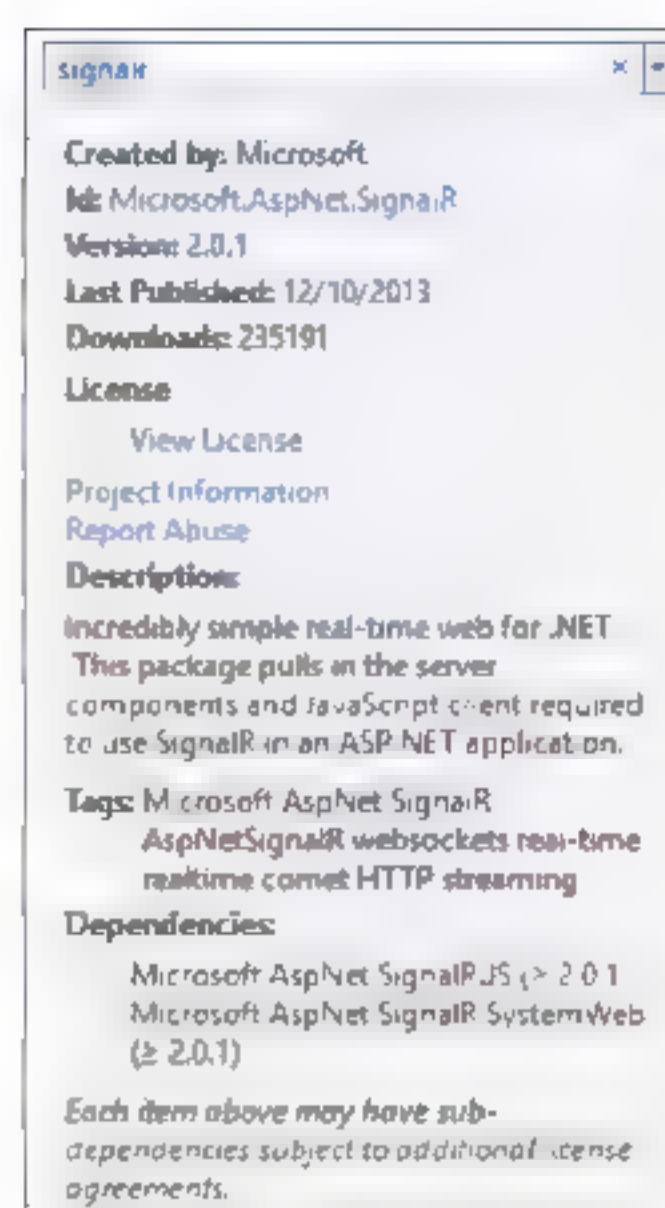 signalr
Created by: Microsoft
Id: Microsoft.AspNet.SignalR
Version: 2.0.1
Last Published: 12/10/2013
Downloads: 235191
License
View License
Project Information
Report Abuse
Description:
Incredibly simple real-time web for .NET
This package pulls in the server
components and JavaScript client required
to use SignalR in an ASP.NET application.
Tags: Microsoft AspNet SignalR
AspNetSignalR websockets real-time
realtime comet HTTP streaming
Dependencies:
Microsoft.AspNet.SignalR.JS (≥ 2.0.1
Microsoft.AspNet.SignalR.SystemWeb
(≥ 2.0.1)
Each item above may have sub-
dependencies subject to additional license
agreements.